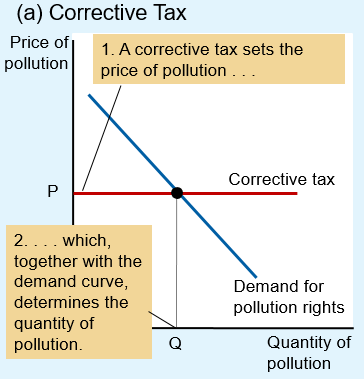 (a) Corrective Tax
Price of
pollution
1. A corrective tax sets the
price of pollution . . .
P
Corrective tax
2. . . . which,
together with the
demand curve,
determines the
quantity of
pollution.
Demand for
pollution rights
Q
Quantity of
pollution